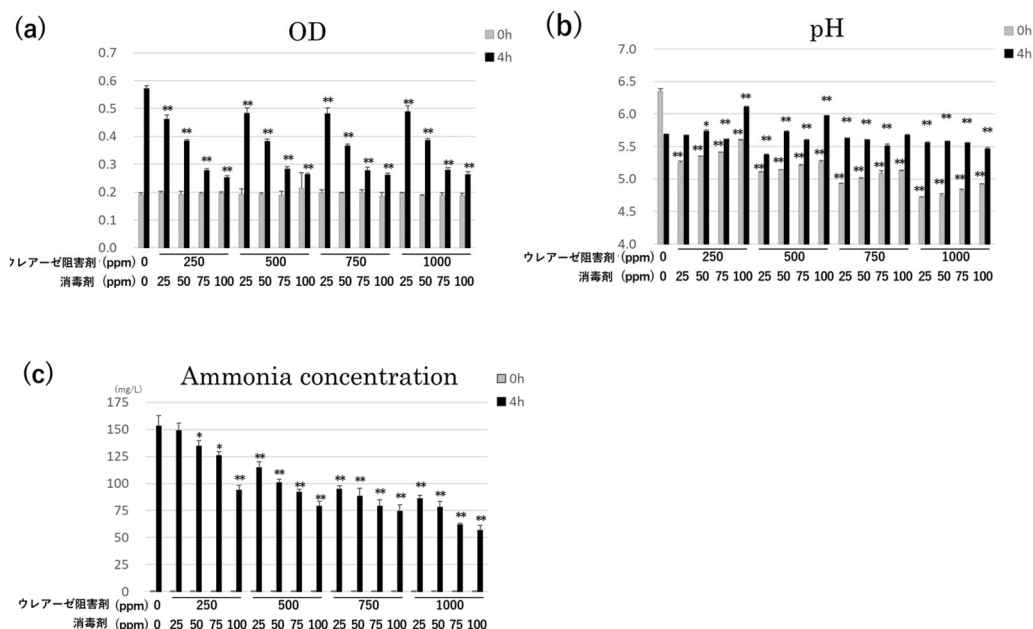 (a)
OD
0h
4h
0.7
0.6
0.5
0.4
0.3
0.2
0.1
0.0
** ** ** ** ** ** ** ** ** ** ** ** ** ** ** **
ウレアーゼ阻害剤・(ppm) 0 250 500 750 1000
消毒剤 (ppm) 0 25 50 75 100 25 50 75 100 25 50 75 100 25 50 75 100
(b)
pH
0h
4h
7.0
6.5
6.0
5.5
5.0
4.5
4.0
** * ** ** ** ** ** ** ** ** ** ** ** ** ** **
** ** ** ** ** ** ** ** ** ** ** ** ** ** ** **
ウレアーゼ阻害剤・(ppm) 0 250 500 750 1000
消毒剤 (ppm) 0 25 50 75 100 25 50 75 100 25 50 75 100 25 50 75 100
(c)
Ammonia concentration
(mg/L)
0h
4h
175
150
125
100
75
50
25
0
* * ** ** ** ** ** ** ** ** ** ** ** ** **
ウレアーゼ阻害剤 (ppm) 0 250 500 750 1000
消毒剤 (ppm) 0 25 50 75 100 25 50 75 100 25 50 75 100 25 50 75 100